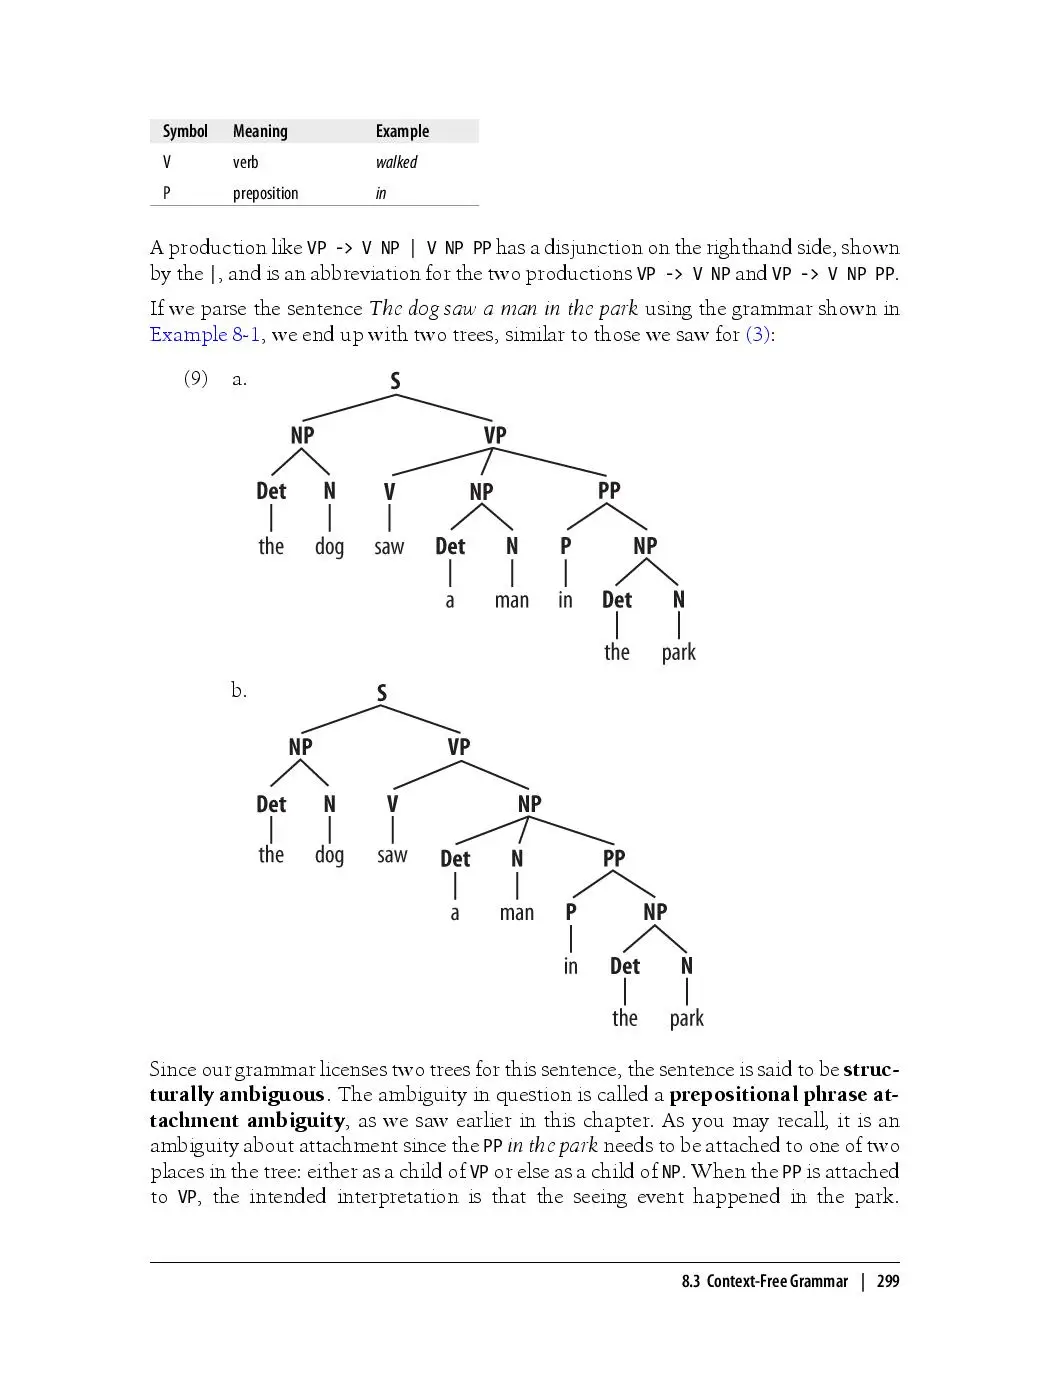 Symbol Meaning Example
V verb walked
P preposition in
A production like VP -> V NP | V NP PP has a disjunction on the righthand side, shown
by the |, and is an abbreviation for the two productions VP -> V NP and VP -> V NP PP.
If we parse the sentence The dog saw a man in the park using the grammar shown in
Example 8-1, we end up with two trees, similar to those we saw for (3):
(9) a. S
NP VP
Det N V NP PP
the dog saw Det N P NP
a man in Det N
the park
b. S
NP VP
Det N V NP
the dog saw Det N PP
a man P NP
in Det N
the park
Since our grammar licenses two trees for this sentence, the sentence is said to be struc-
turally ambiguous. The ambiguity in question is called a prepositional phrase at-
tachment ambiguity, as we saw earlier in this chapter. As you may recall, it is an
ambiguity about attachment since the PP in the park needs to be attached to one of two
places in the tree: either as a child of VP or else as a child of NP. When the PP is attached
to VP, the intended interpretation is that the seeing event happened in the park.
8.3 Context-Free Grammar | 299